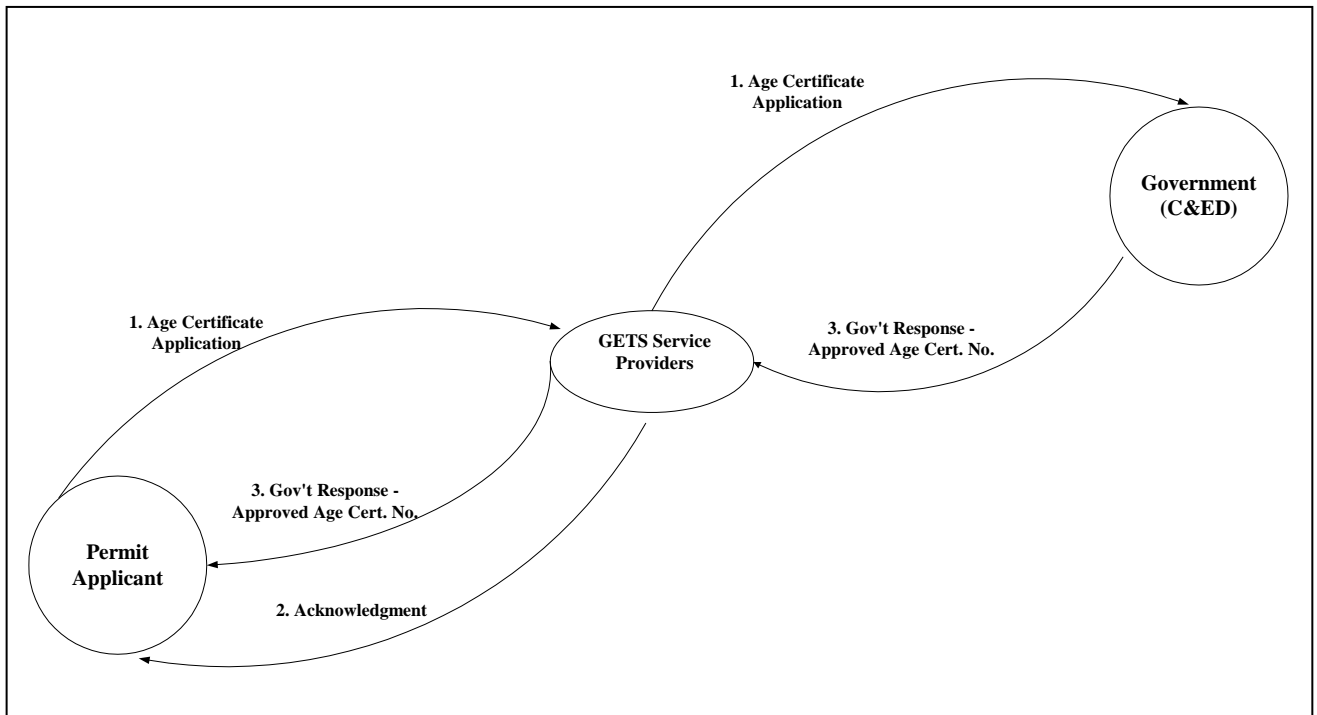 1. Age Certificate
Application
Government
(C&ED)
1. Age Certificate
Application
GETS Service
Providers
3. Gov't Response -
Approved Age Cert. No.
3. Gov't Response -
Approved Age Cert. No.
Permit
Applicant
2. Acknowledgment